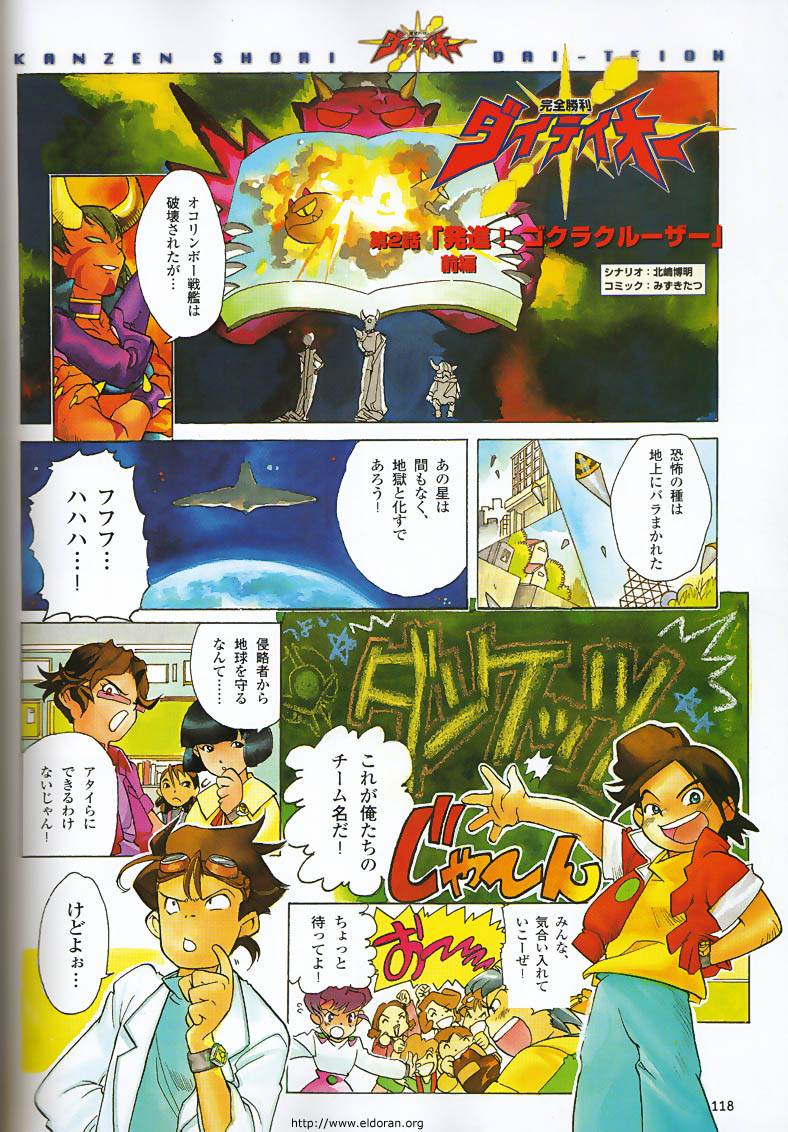 KANZEN SHORI
ダイテイオー
DAI-TEIOH
完全勝利
ダイテイオー
第2話「発進！ゴクラクルーザー」
前編
シナリオ：北嶋博明
コミック：みずきたつ
オコリンボー戦艦は
破壊されたが…
恐怖の種は
地上にバラまかれた
あの星は
間もなく、
地獄と化すで
あろう！
フフフ…
ハハハ…！
つよい
ダンケッツ
これが俺たちの
チーム名だ！
じゃーん
侵略者から
地球を守る
なんて……
アタイらに
できるわけ
ないじゃん！
みんな、
気合い入れて
いこーぜ！
おーーっ
ちょっと
待ってよ！
けどよぉ…
118
http://www.eldoran.org